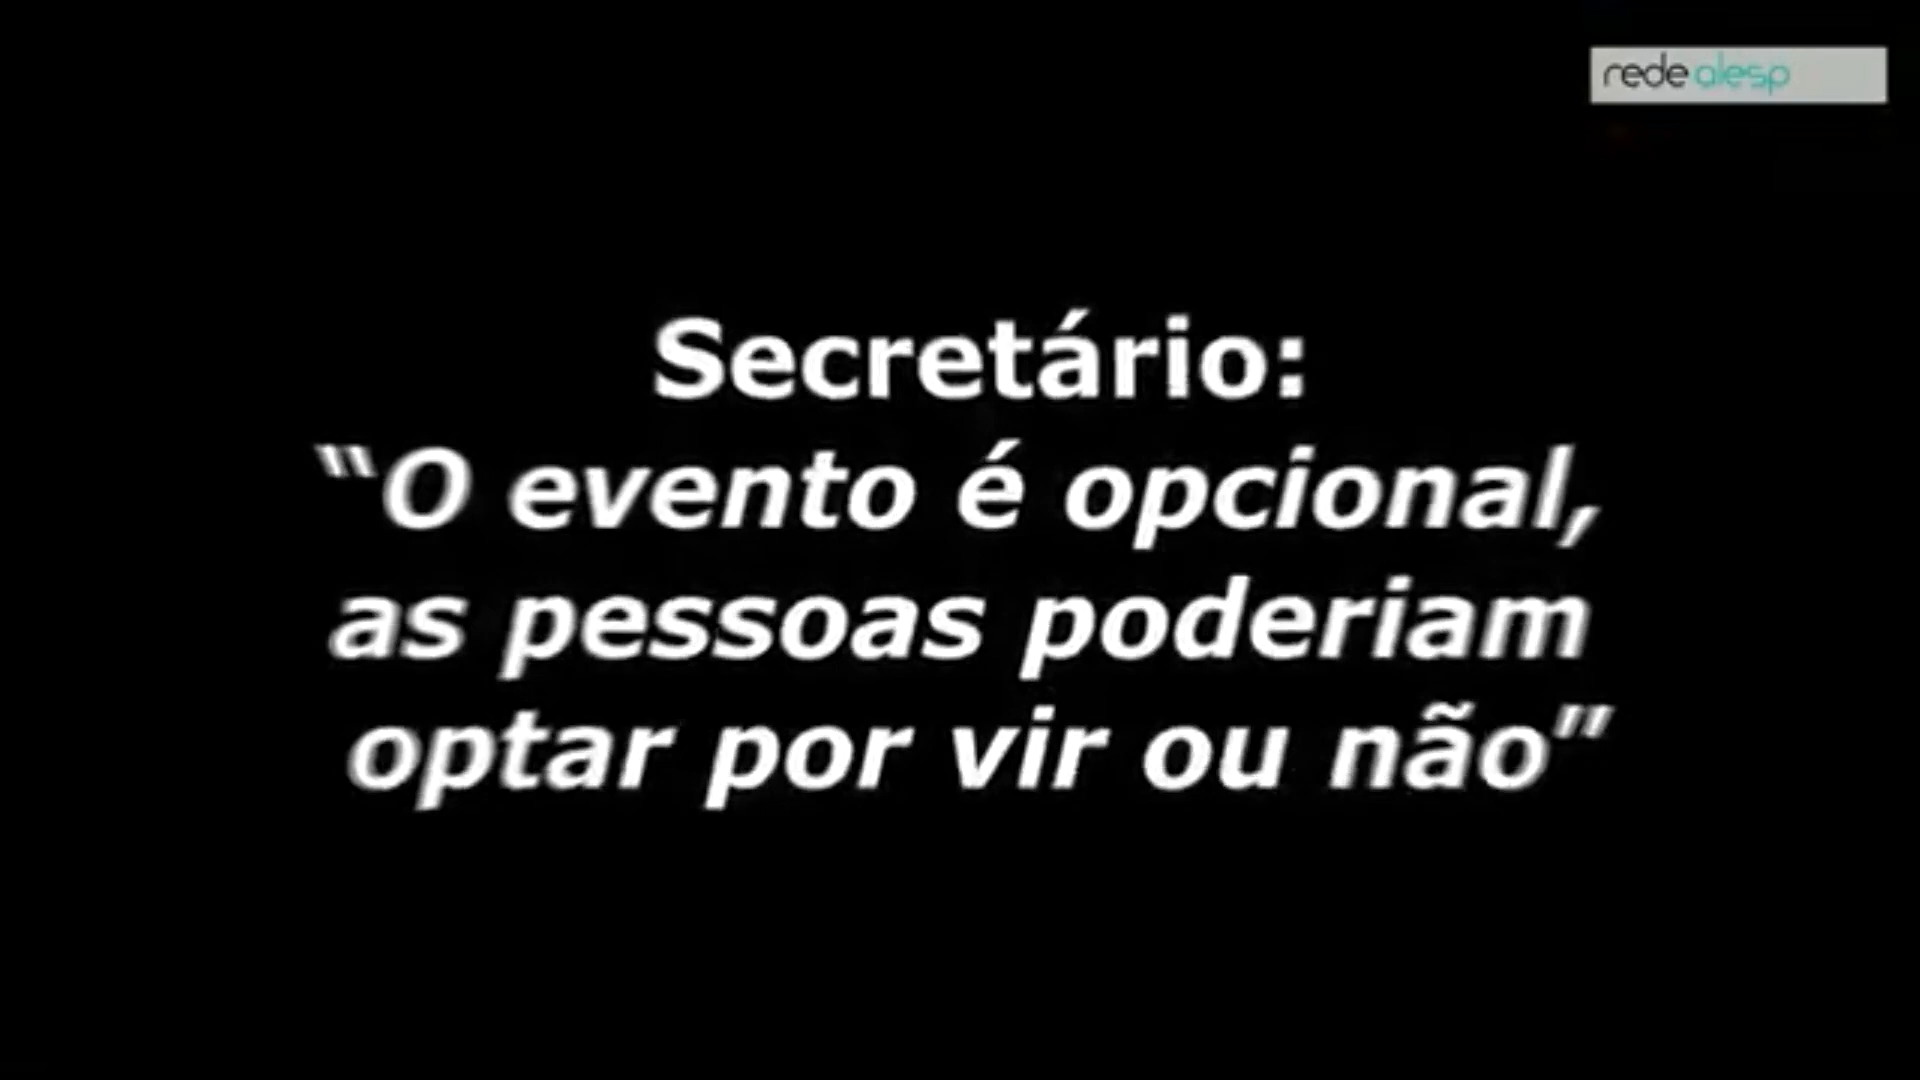 rede alesp
Secretário:
“O evento é opcional,
as pessoas poderiam
optar por vir ou não”